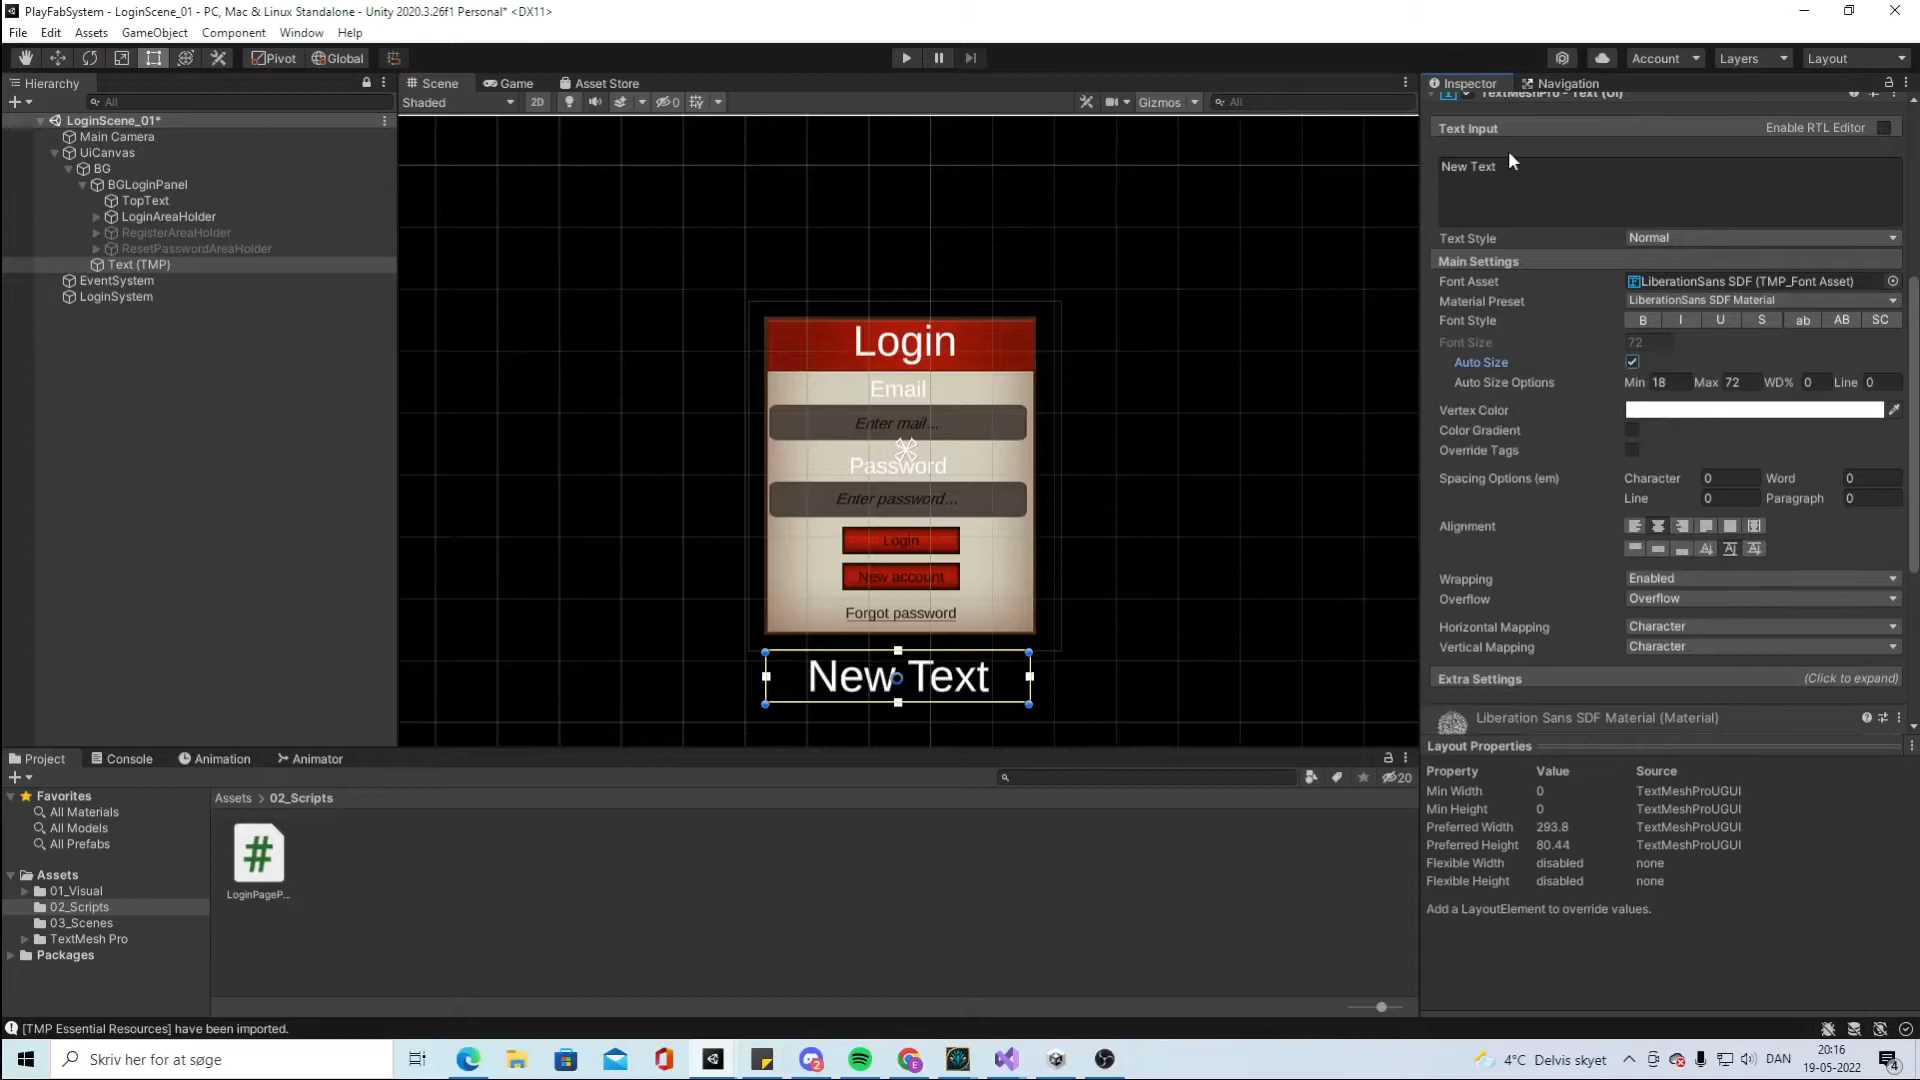 PlayFabSystem - LoginScene_01 - PC, Mac & Linux Standalone - Unity 2020.3.26f1 Personal* <DX11>
File Edit Assets GameObject Component Window Help
Pivot Global Account Layers Layout
Hierarchy
All
LoginScene_01*
Main Camera
UiCanvas
BG
BGLoginPanel
TopText
LoginAreaHolder
RegisterAreaHolder
ResetPasswordAreaHolder
Text (TMP)
EventSystem
LoginSystem
Scene Game Asset Store
Shaded 2D 0 Gizmos All
Login
Email
Enter mail...
Password
Enter password...
Login
New account
Forgot password
New Text
Inspector Navigation
TextMeshPro - Text (UI)
Text Input Enable RTL Editor
New Text
Text Style Normal
Main Settings
Font Asset LiberationSans SDF (TMP_Font Asset)
Material Preset LiberationSans SDF Material
Font Style B I U S ab AB SC
Font Size 72
Auto Size
Auto Size Options Min 18 Max 72 WD% 0 Line 0
Vertex Color
Color Gradient
Override Tags
Spacing Options (em) Character 0 Word 0
Line 0 Paragraph 0
Alignment
Wrapping Enabled
Overflow Overflow
Horizontal Mapping Character
Vertical Mapping Character
Extra Settings (Click to expand)
Liberation Sans SDF Material (Material)
Layout Properties
Property Value Source
Min Width 0 TextMeshProUGUI
Min Height 0 TextMeshProUGUI
Preferred Width 293.8 TextMeshProUGUI
Preferred Height 80.44 TextMeshProUGUI
Flexible Width disabled none
Flexible Height disabled none
Add a LayoutElement to override values.
Project Console Animation Animator
20
Favorites
All Materials
All Models
All Prefabs
Assets
01_Visual
02_Scripts
03_Scenes
TextMesh Pro
Packages
Assets > 02_Scripts
#
LoginPageP...
[TMP Essential Resources] have been imported.
Skriv her for at søge
2
4°C Delvis skyet
DAN
20:16
19-05-2022
4